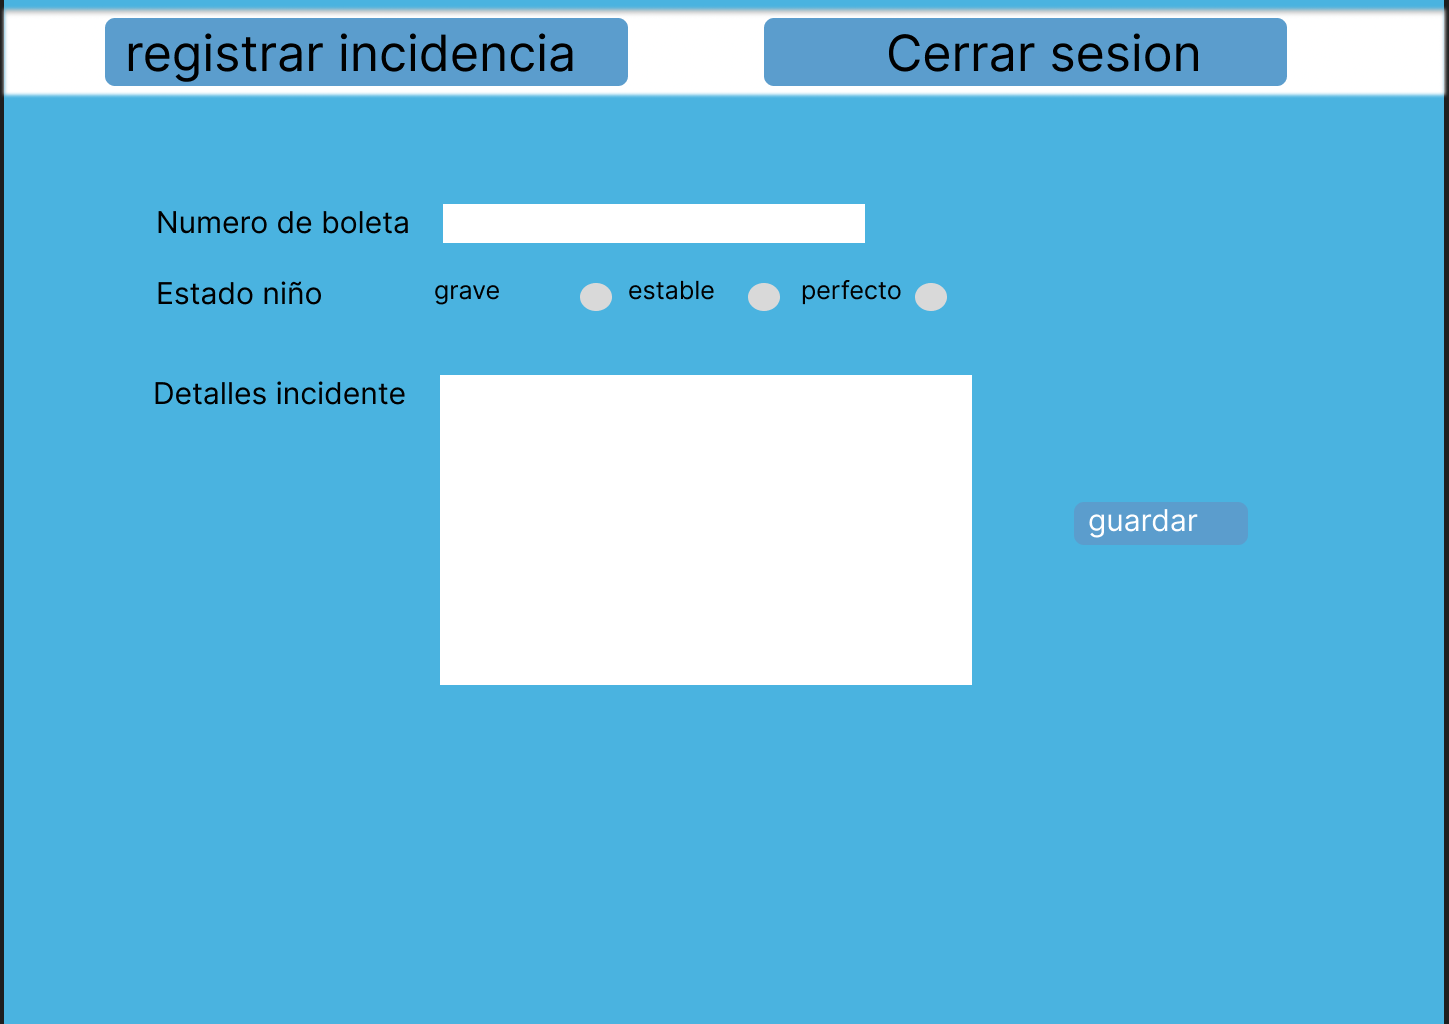 registrar incidencia
Cerrar sesion
Numero de boleta
Estado niño
grave
estable
perfecto
Detalles incidente
guardar